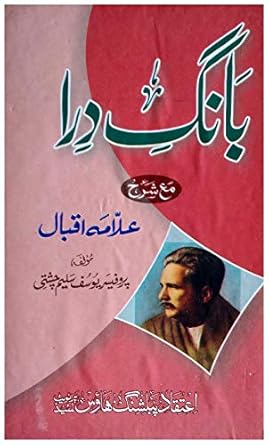 بانگِ درا
مع شرح
علامہ اقبال
مؤلفہ
پروفیسر یوسف سلیم چشتی
اعتقاد پبلشنگ ہاؤس